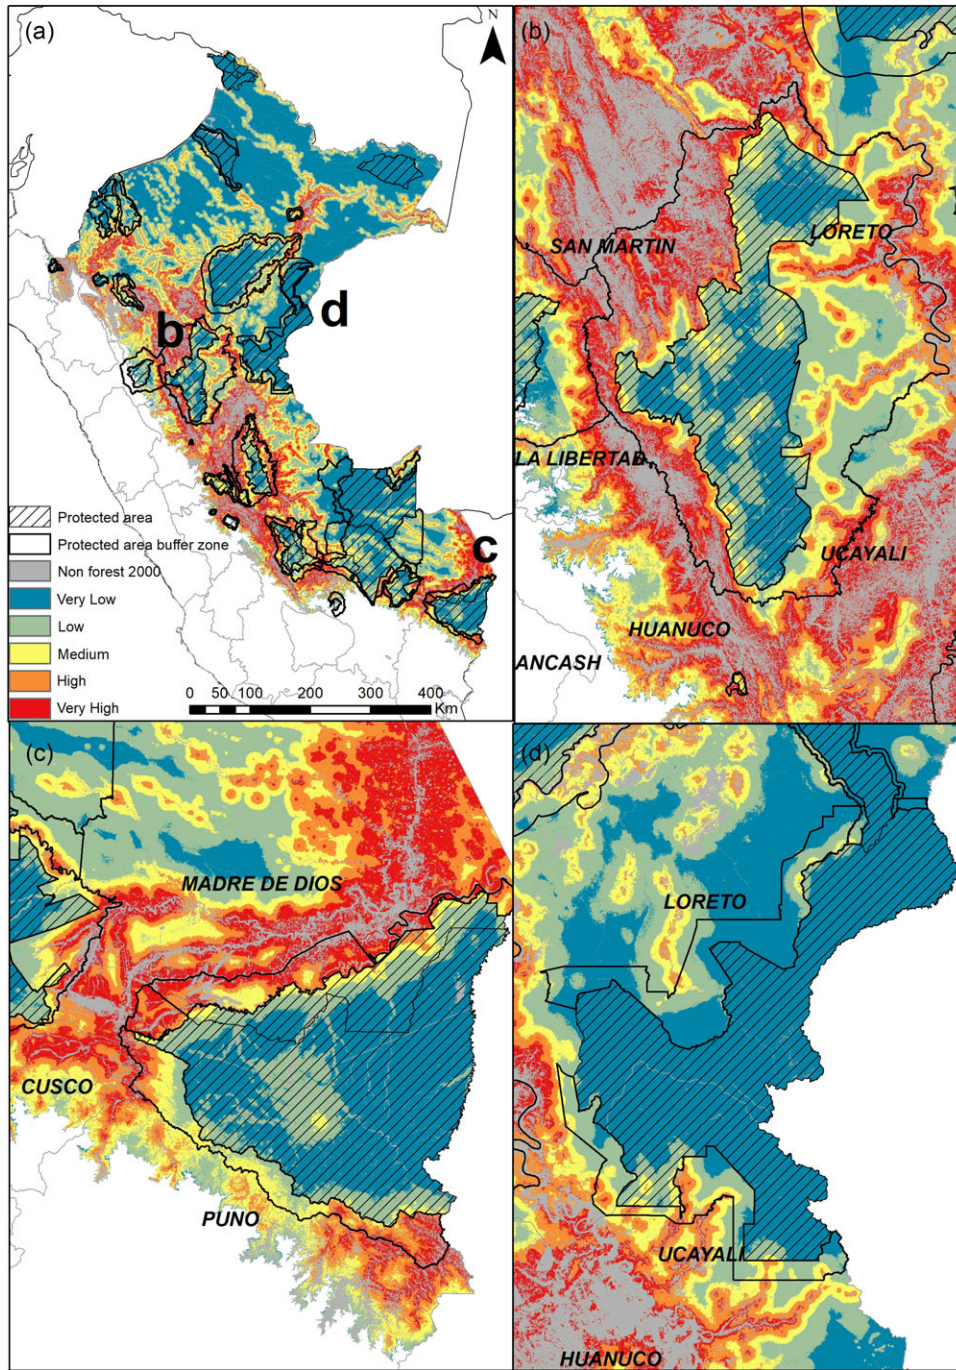 (a)
N
b
d
c
Protected area
Protected area buffer zone
Non forest 2000
Very Low
Low
Medium
High
Very High
0 50 100 200 300 400
Km
(b)
SAN MARTIN
LORETO
LA LIBERTAD
UCAYALI
HUANUCO
ANCASH
(c)
MADRE DE DIOS
CUSCO
PUNO
(d)
LORETO
UCAYALI
HUANUCO